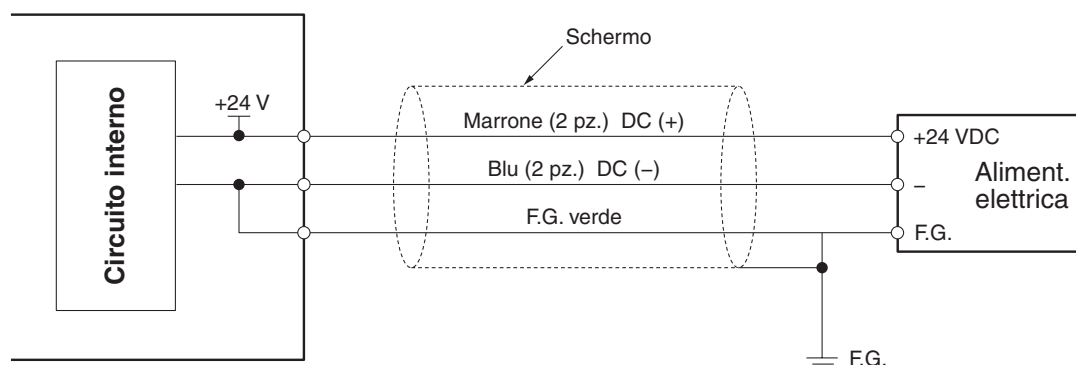 Schermo
Circuito interno
+24 V
Marrone (2 pz.) DC (+)
Blu (2 pz.) DC (–)
F.G. verde
+24 VDC
–
F.G.
Aliment.
elettrica
F.G.